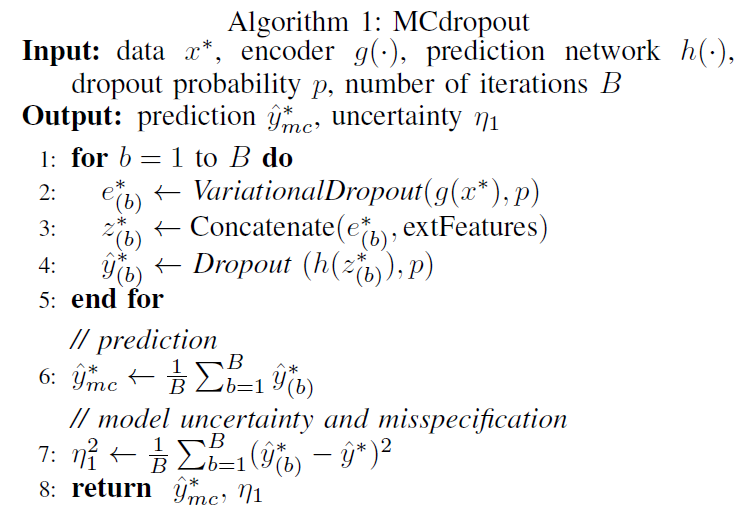 Algorithm 1: MCdropout
Input: data $x^*$, encoder $g(\cdot)$, prediction network $h(\cdot)$,
dropout probability $p$, number of iterations $B$
Output: prediction $\hat{y}^*_{mc}$, uncertainty $\eta_1$
1: for $b = 1$ to $B$ do
2: $e^*_{(b)} \leftarrow$ VariationalDropout$(g(x^*), p)$
3: $z^*_{(b)} \leftarrow$ Concatenate$(e^*_{(b)}, \text{extFeatures})$
4: $\hat{y}^*_{(b)} \leftarrow$ Dropout $(h(z^*_{(b)}), p)$
5: end for
// prediction
6: $\hat{y}^*_{mc} \leftarrow \frac{1}{B} \sum_{b=1}^{B} \hat{y}^*_{(b)}$
// model uncertainty and misspecification
7: $\eta_1^2 \leftarrow \frac{1}{B} \sum_{b=1}^{B} (\hat{y}^*_{(b)} - \hat{y}^*)^2$
8: return $\hat{y}^*_{mc}$, $\eta_1$